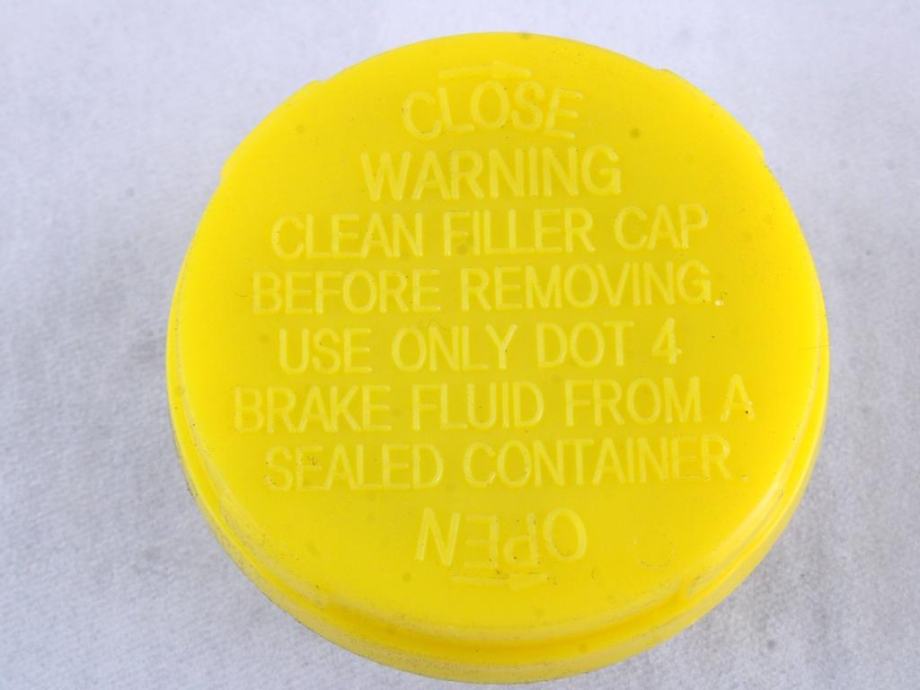 CLOSE
WARNING
CLEAN FILLER CAP
BEFORE REMOVING.
USE ONLY DOT 4
BRAKE FLUID FROM A
SEALED CONTAINER
OPEN